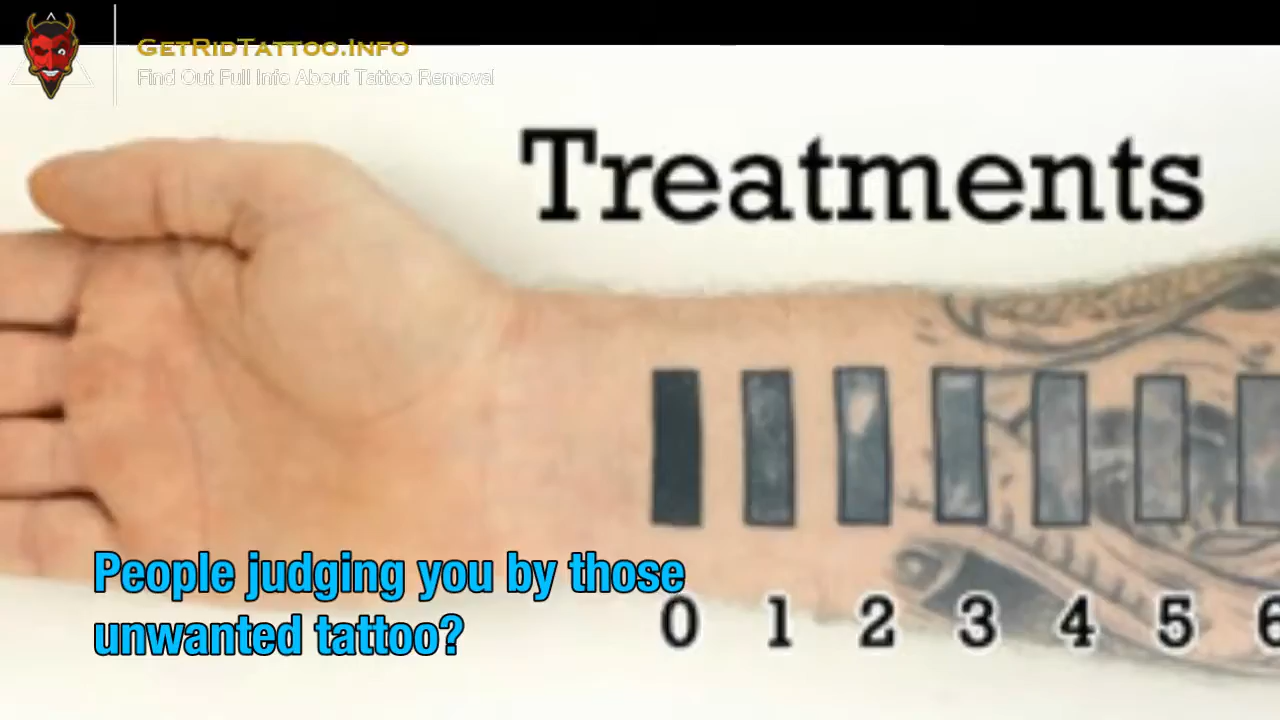 GetRidTattoo.Info
Find Out Full Info About Tattoo Removal
Treatments
People judging you by those
unwanted tattoo?
0 1 2 3 4 5 6